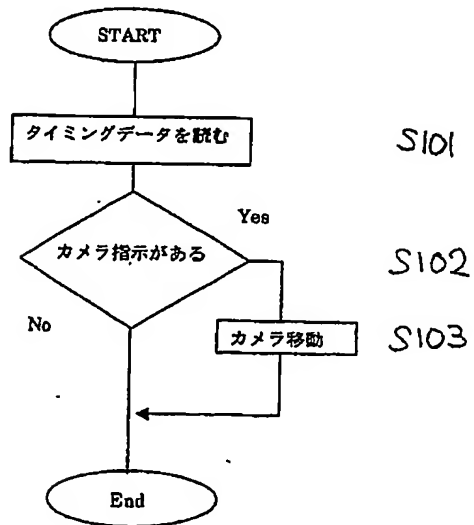 START
タイミングデータを読む
S101
Yes
カメラ指示がある
S102
No
カメラ移動
S103
End